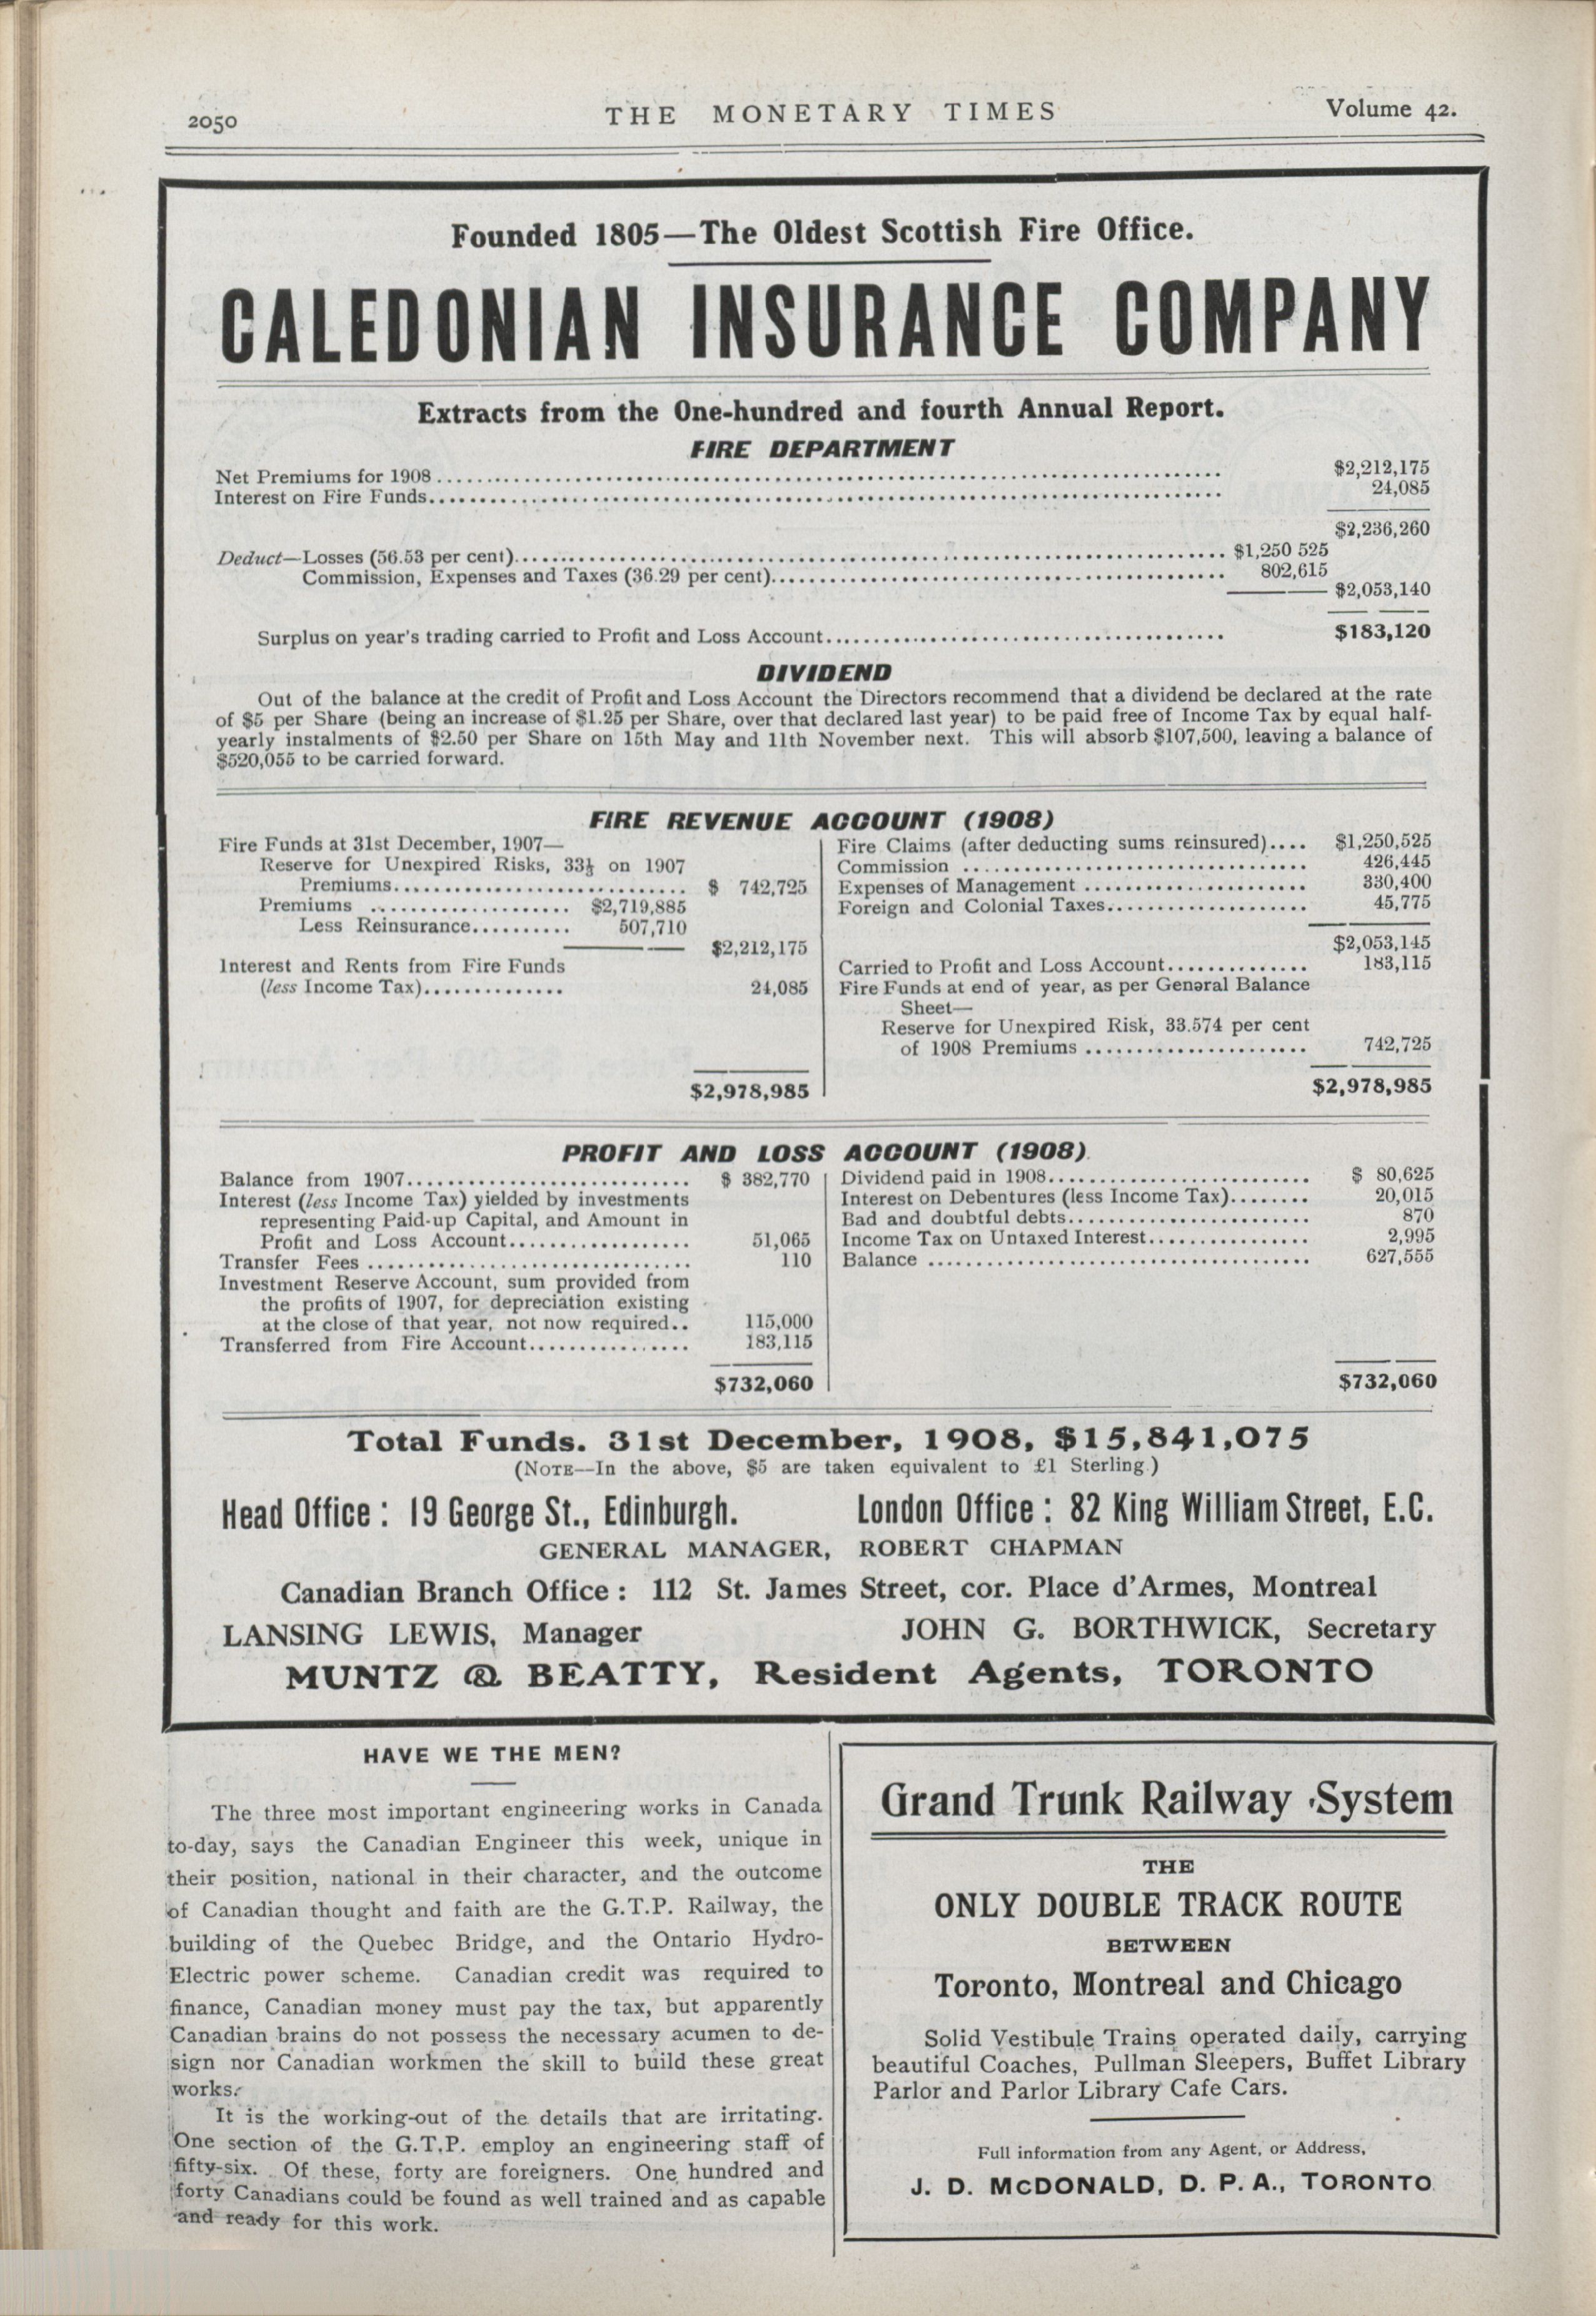 2050
THE MONETARY TIMES
Volume 42.
Founded 1805—The Oldest Scottish Fire Office.
CALEDONIAN INSURANCE COMPANY
Extracts from the One-hundred and fourth Annual Report.
FIRE DEPARTMENT
Net Premiums for 1908 $2,212,175
Interest on Fire Funds 24,085
$2,236,260
Deduct—Losses (56.53 per cent) $1,250 525
Commission, Expenses and Taxes (36.29 per cent) 802,615
$2,053,140
Surplus on year's trading carried to Profit and Loss Account $183,120
DIVIDEND
Out of the balance at the credit of Profit and Loss Account the Directors recommend that a dividend be declared at the rate
of $5 per Share (being an increase of $1.25 per Share, over that declared last year) to be paid free of Income Tax by equal half-
yearly instalments of $2.50 per Share on 15th May and 11th November next. This will absorb $107,500, leaving a balance of
$520,055 to be carried forward.
FIRE REVENUE ACCOUNT (1908)
Fire Funds at 31st December, 1907—
Reserve for Unexpired Risks, 33⅓ on 1907
Premiums $ 742,725
Premiums $2,719,885
Less Reinsurance 507,710
$2,212,175
Interest and Rents from Fire Funds
(less Income Tax) 24,085
$2,978,985
Fire Claims (after deducting sums reinsured) $1,250,525
Commission 426,445
Expenses of Management 330,400
Foreign and Colonial Taxes 45,775
$2,053,145
Carried to Profit and Loss Account 183,115
Fire Funds at end of year, as per General Balance
Sheet—
Reserve for Unexpired Risk, 33.574 per cent
of 1908 Premiums 742,725
$2,978,985
PROFIT AND LOSS ACCOUNT (1908)
Balance from 1907 $ 382,770
Interest (less Income Tax) yielded by investments
representing Paid-up Capital, and Amount in
Profit and Loss Account 51,065
Transfer Fees 110
Investment Reserve Account, sum provided from
the profits of 1907, for depreciation existing
at the close of that year, not now required.. 115,000
Transferred from Fire Account 183,115
$732,060
Dividend paid in 1908 $ 80,625
Interest on Debentures (less Income Tax) 20,015
Bad and doubtful debts 870
Income Tax on Untaxed Interest 2,995
Balance 627,555
$732,060
Total Funds. 31st December, 1908, $15,841,075
(NOTE—In the above, $5 are taken equivalent to £1 Sterling.)
Head Office : 19 George St., Edinburgh. London Office : 82 King William Street, E.C.
GENERAL MANAGER, ROBERT CHAPMAN
Canadian Branch Office : 112 St. James Street, cor. Place d'Armes, Montreal
LANSING LEWIS, Manager JOHN G. BORTHWICK, Secretary
MUNTZ & BEATTY, Resident Agents, TORONTO
HAVE WE THE MEN?
The three most important engineering works in Canada
to-day, says the Canadian Engineer this week, unique in
their position, national in their character, and the outcome
of Canadian thought and faith are the G.T.P. Railway, the
building of the Quebec Bridge, and the Ontario Hydro-
Electric power scheme. Canadian credit was required to
finance, Canadian money must pay the tax, but apparently
Canadian brains do not possess the necessary acumen to de-
sign nor Canadian workmen the skill to build these great
works.
It is the working-out of the details that are irritating.
One section of the G.T.P. employ an engineering staff of
fifty-six. Of these, forty are foreigners. One hundred and
forty Canadians could be found as well trained and as capable
and ready for this work.
Grand Trunk Railway System
THE
ONLY DOUBLE TRACK ROUTE
BETWEEN
Toronto, Montreal and Chicago
Solid Vestibule Trains operated daily, carrying
beautiful Coaches, Pullman Sleepers, Buffet Library
Parlor and Parlor Library Cafe Cars.
Full information from any Agent, or Address,
J. D. McDONALD, D. P. A., TORONTO